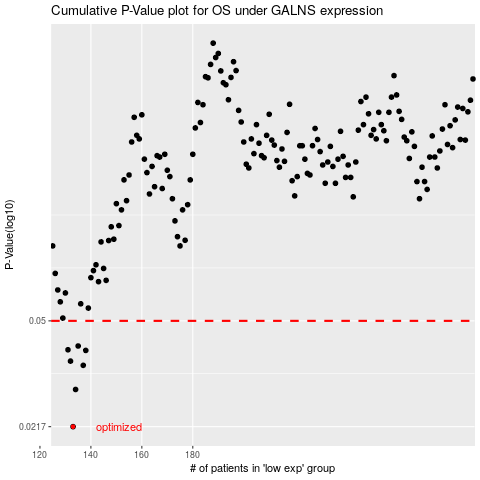 Cumulative P-Value plot for OS under GALNS expression
P-Value(log10)
0.05
0.0217
optimized
120 140 160 180
# of patients in 'low exp' group